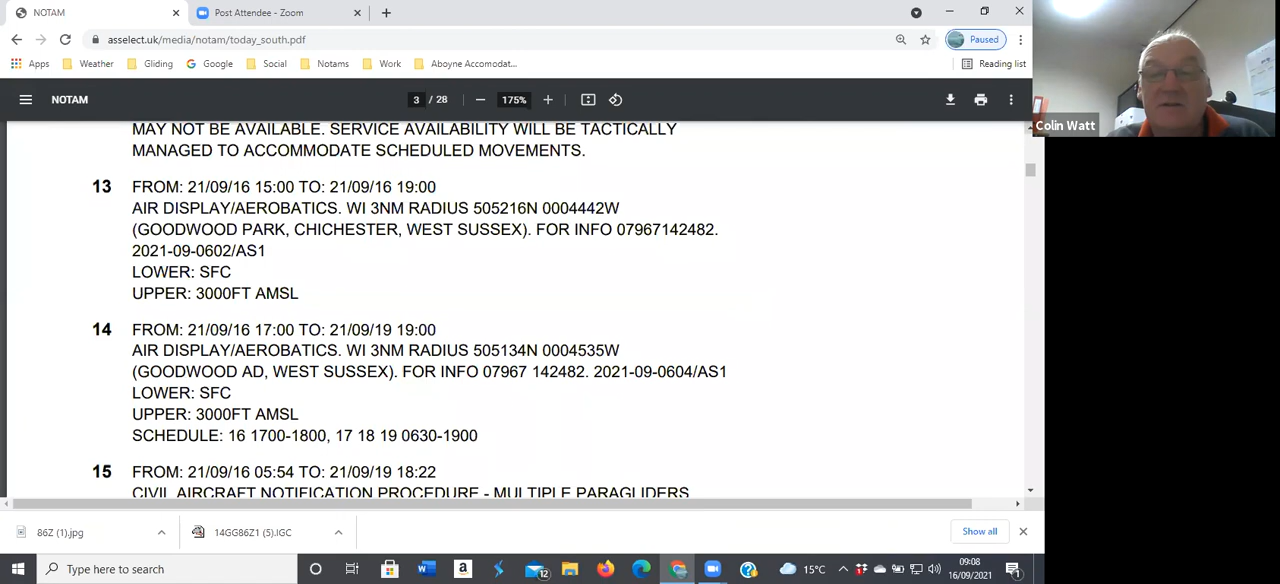 NOTAM
Post Attendee - Zoom
asselect.uk/media/notam/today_south.pdf
Paused
Apps Weather Gliding Google Social Notams Work Aboyne Accomodat... Reading list
NOTAM 3 / 28 175%
Colin Watt
MAY NOT BE AVAILABLE. SERVICE AVAILABILITY WILL BE TACTICALLY
MANAGED TO ACCOMMODATE SCHEDULED MOVEMENTS.
13 FROM: 21/09/16 15:00 TO: 21/09/16 19:00
AIR DISPLAY/AEROBATICS. WI 3NM RADIUS 505216N 0004442W
(GOODWOOD PARK, CHICHESTER, WEST SUSSEX). FOR INFO 07967142482.
2021-09-0602/AS1
LOWER: SFC
UPPER: 3000FT AMSL
14 FROM: 21/09/16 17:00 TO: 21/09/19 19:00
AIR DISPLAY/AEROBATICS. WI 3NM RADIUS 505134N 0004535W
(GOODWOOD AD, WEST SUSSEX). FOR INFO 07967 142482. 2021-09-0604/AS1
LOWER: SFC
UPPER: 3000FT AMSL
SCHEDULE: 16 1700-1800, 17 18 19 0630-1900
15 FROM: 21/09/16 05:54 TO: 21/09/19 18:22
CIVIL AIRCRAFT NOTIFICATION PROCEDURE - MULTIPLE PARAGLIDERS
86Z (1).jpg
14GG86Z1 (5).IGC
Show all
Type here to search
12
15°C
09:08
16/09/2021
1